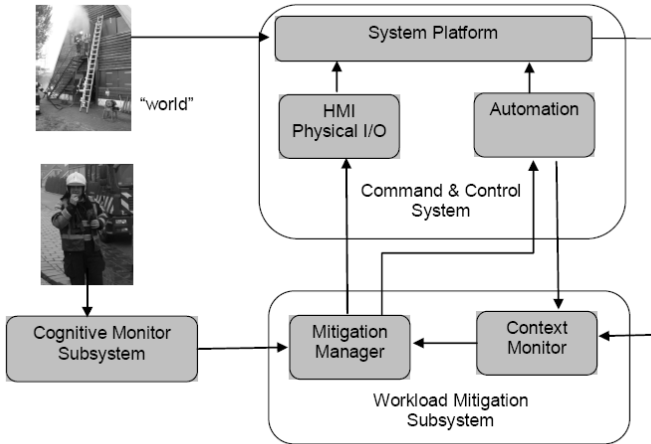 System Platform
“world”
HMI
Physical I/O
Automation
Command & Control
System
Cognitive Monitor
Subsystem
Mitigation
Manager
Context
Monitor
Workload Mitigation
Subsystem